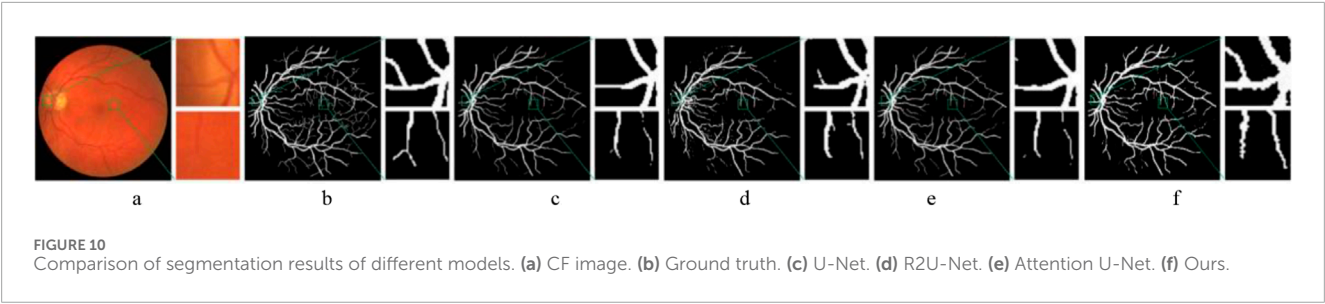 a b c d e f
FIGURE 10
Comparison of segmentation results of different models. (a) CF image. (b) Ground truth. (c) U-Net. (d) R2U-Net. (e) Attention U-Net. (f) Ours.